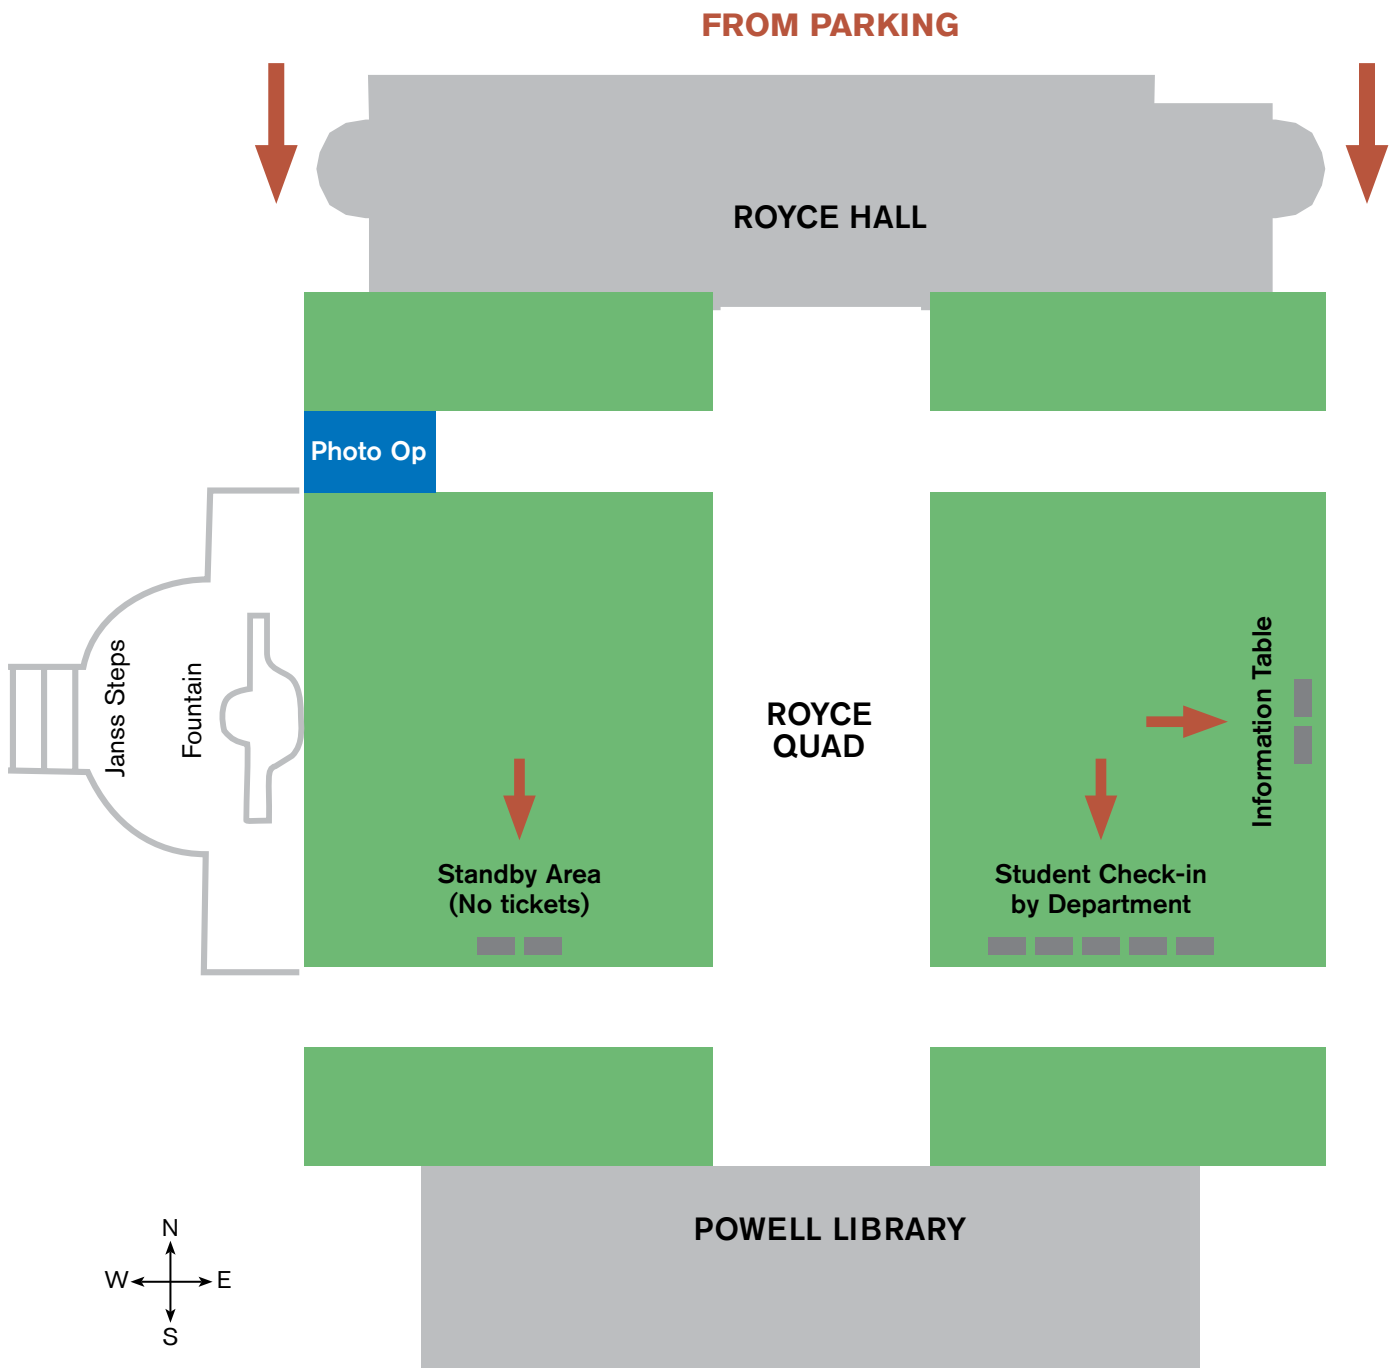 FROM PARKING
ROYCE HALL
Photo Op
Janss Steps
Fountain
ROYCE
QUAD
Information Table
Standby Area
(No tickets)
Student Check-in
by Department
POWELL LIBRARY
N
W
E
S